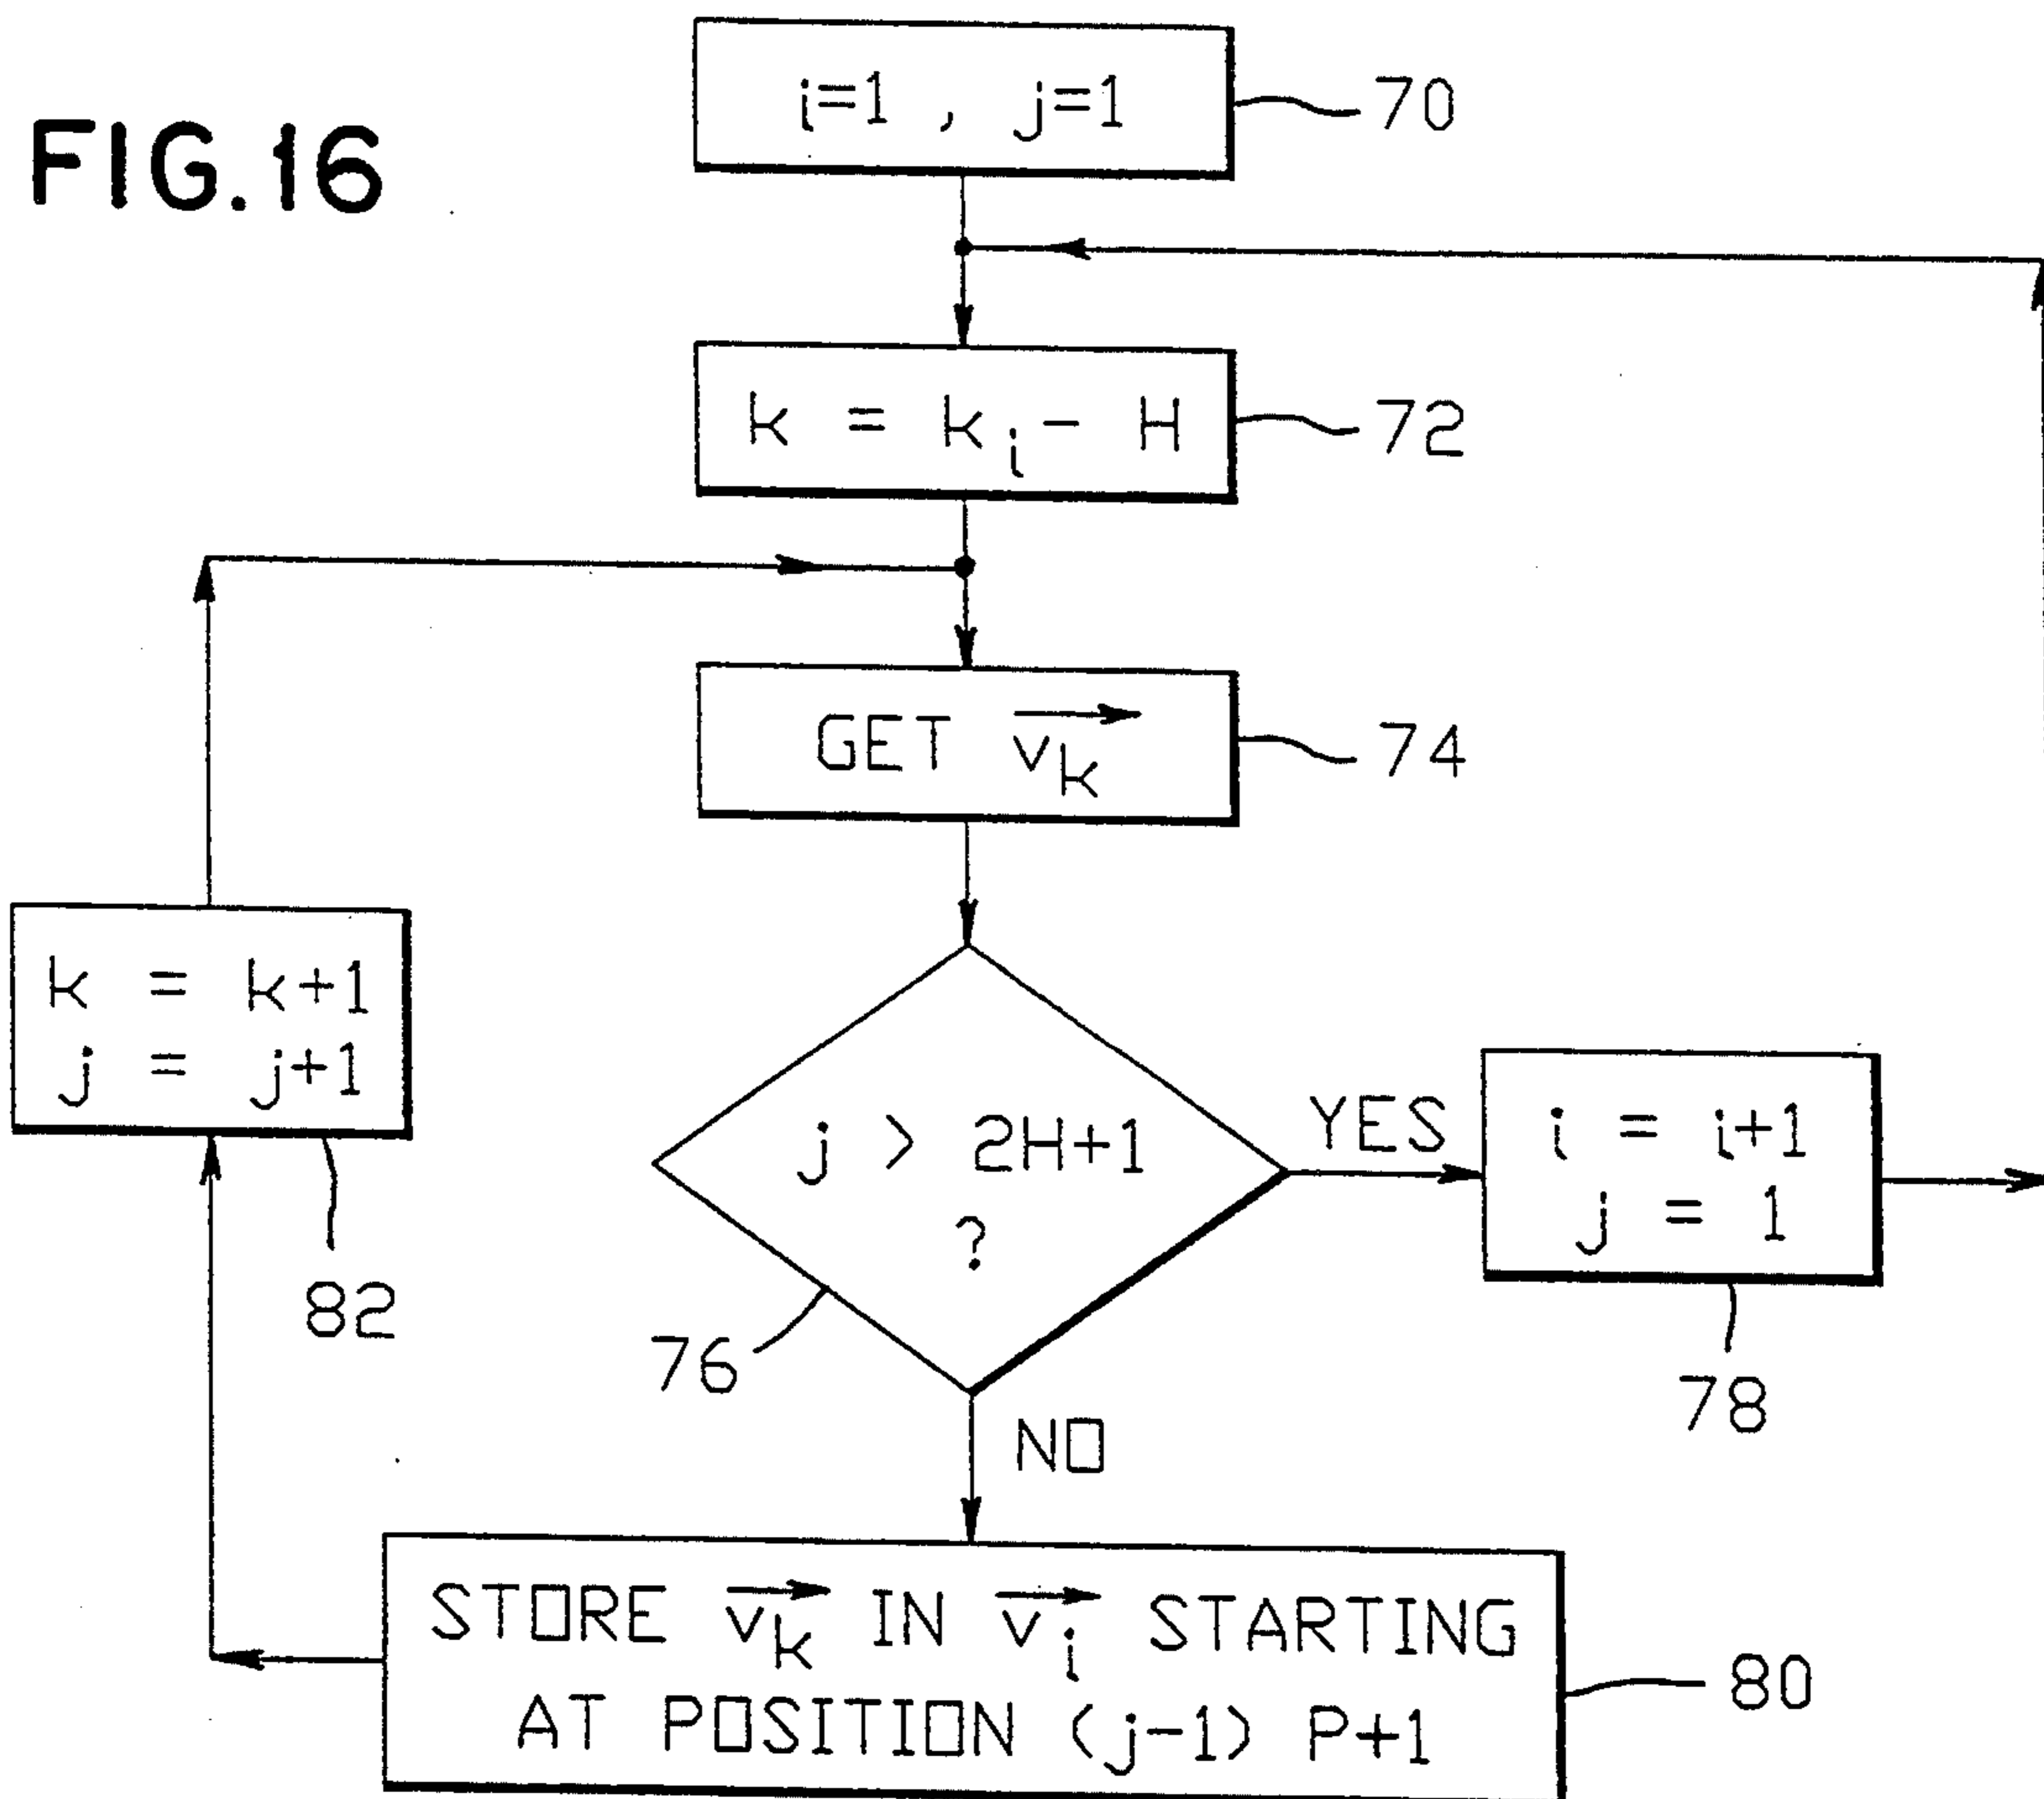 FIG.16
i=1 , j=1
70
k = k_i - H
72
GET v_k
74
k = k+1
j = j+1
82
j > 2H+1
?
76
YES
i = i+1
j = 1
78
NO
STORE v_k IN v_i STARTING
AT POSITION (j-1) P+1
80